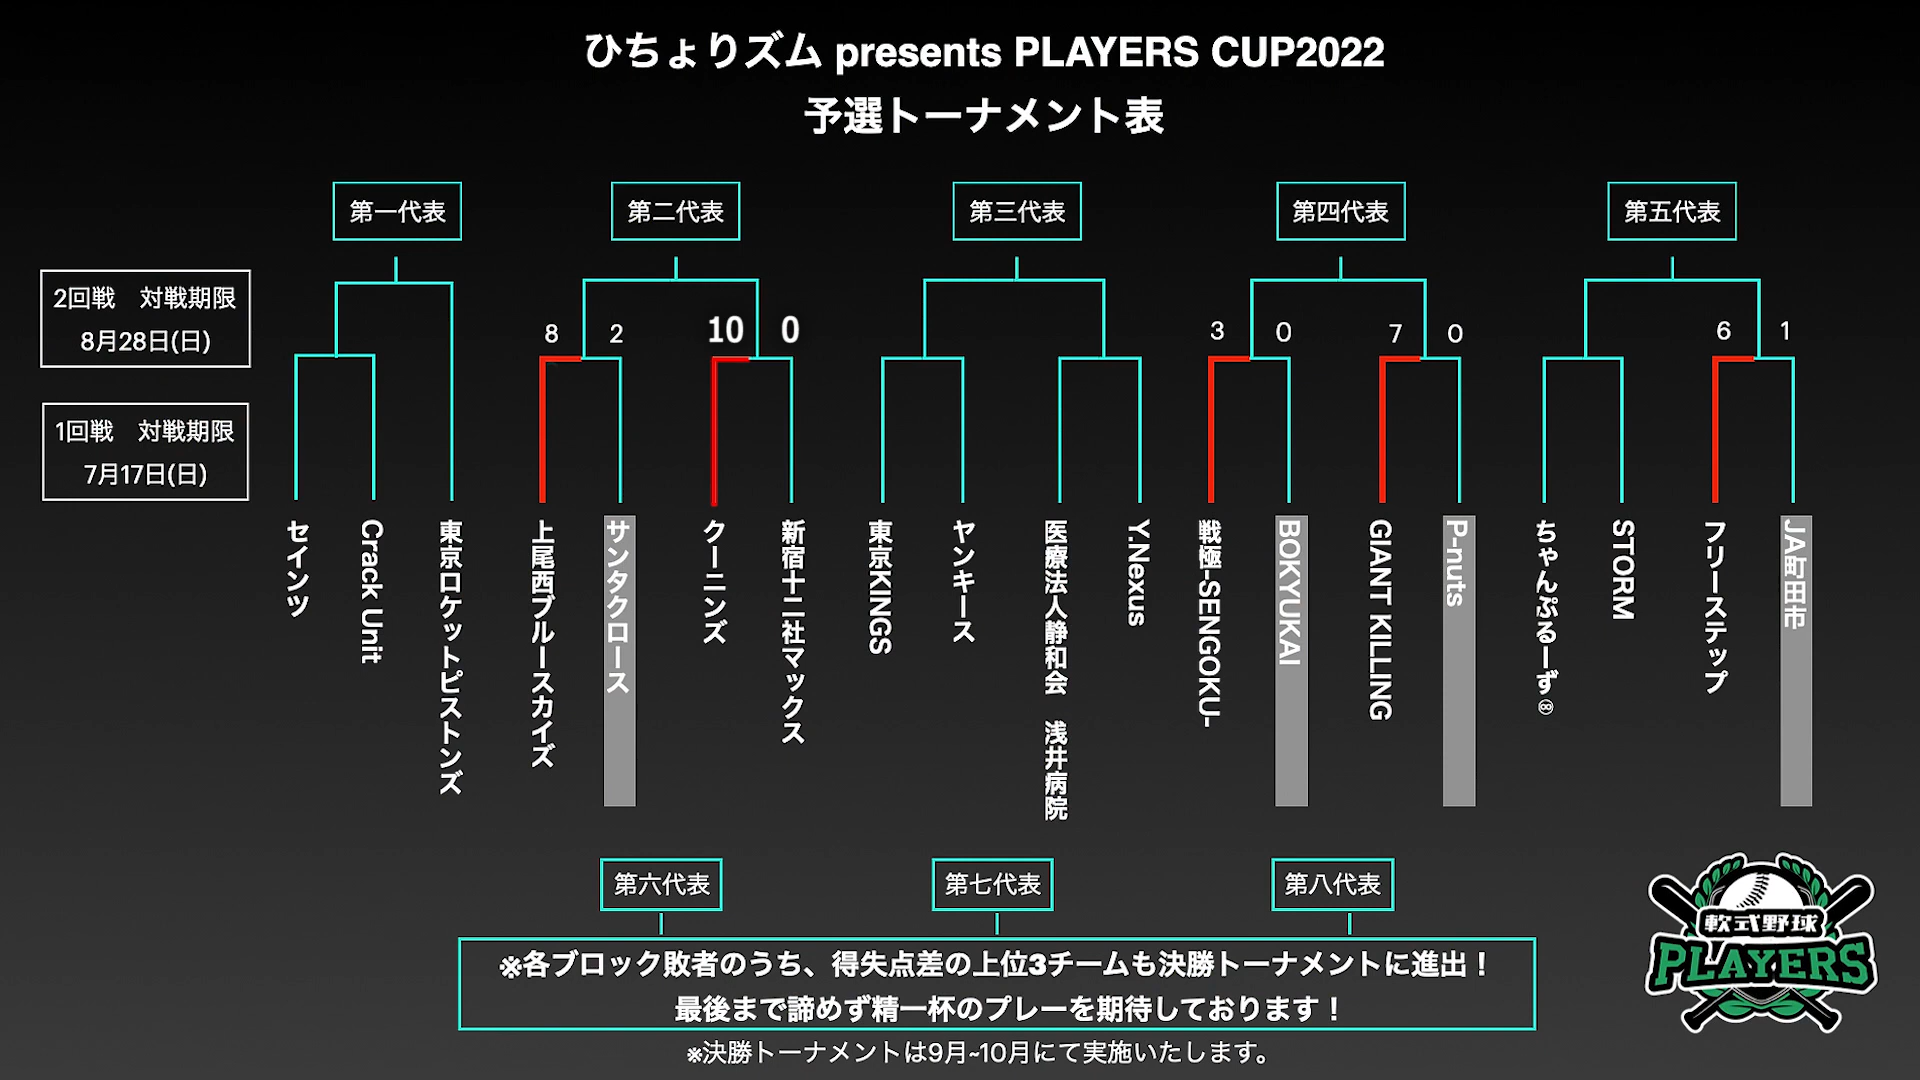 ひちょりズム presents PLAYERS CUP2022
予選トーナメント表
第一代表
第二代表
第三代表
第四代表
第五代表
2回戦　対戦期限
8月28日(日)
1回戦　対戦期限
7月17日(日)
8 2
10 0
3 0
7 0
6 1
セインツ
Crack Unit
東京ロケットピストンズ
上尾西ブルースカイズ
サンタクロース
クーニンズ
新宿十二社マックス
東京KINGS
ヤンキース
医療法人静和会　浅井病院
Y.Nexus
戦極-SENGOKU-
BOKYUKAI
GIANT KILLING
P-nuts
ちゃんぷるーず♾
STORM
フリーステップ
第六代表
第七代表
第八代表
※各ブロック敗者のうち、得失点差の上位3チームも決勝トーナメントに進出！
最後まで諦めず精一杯のプレーを期待しております！
※決勝トーナメントは9月~10月にて実施いたします。
軟式野球
PLAYERS